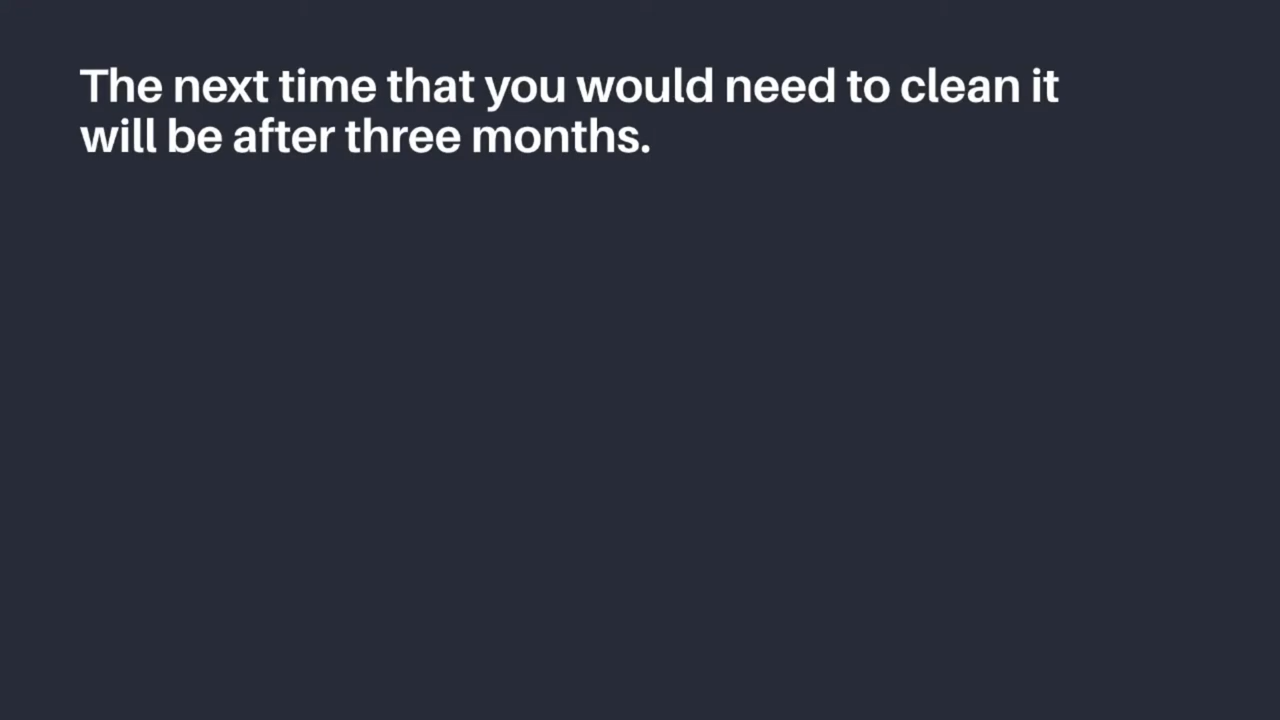 The next time that you would need to clean it
will be after three months.